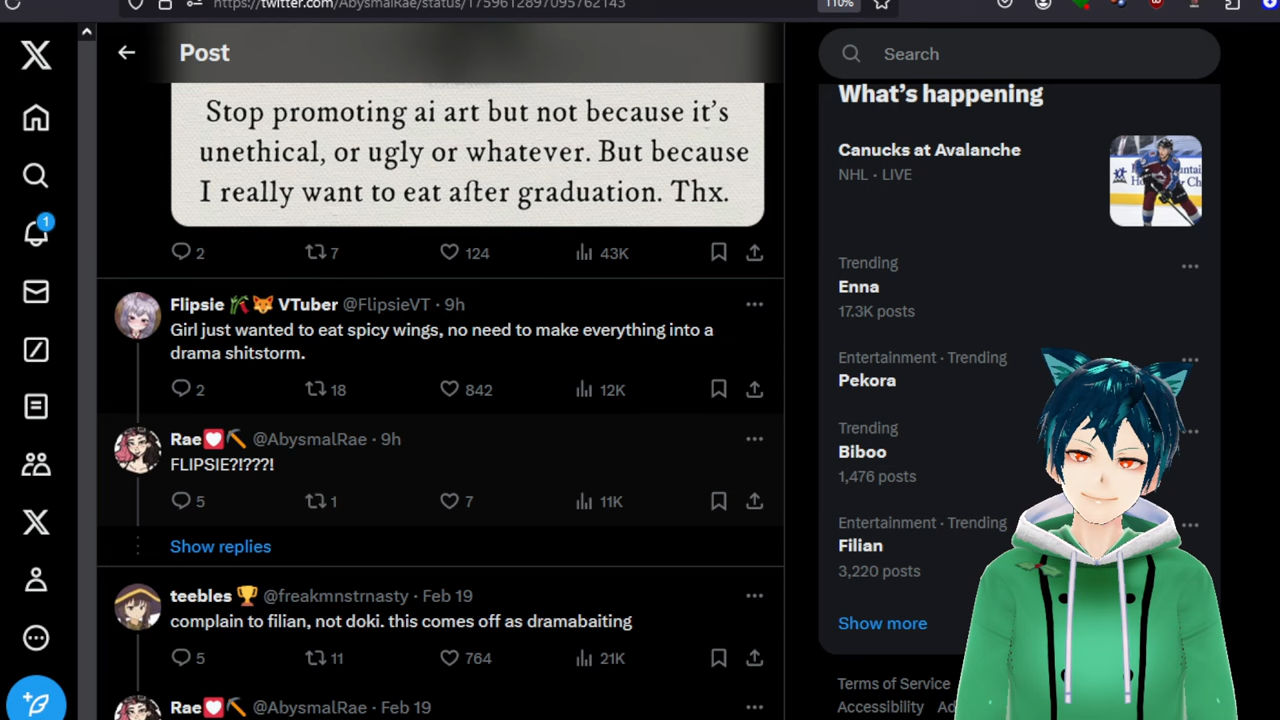 https://twitter.com/AbysmalRae/status/1759612897095762143
110%
Post
Search
Stop promoting ai art but not because it's
unethical, or ugly or whatever. But because
I really want to eat after graduation. Thx.
2 7 124 43K
Flipsie VTuber @FlipsieVT · 9h
Girl just wanted to eat spicy wings, no need to make everything into a
drama shitstorm.
2 18 842 12K
Rae @AbysmalRae · 9h
FLIPSIE?!???!
5 1 7 11K
Show replies
teebles @freakmnstrnasty · Feb 19
complain to filian, not doki. this comes off as dramabaiting
5 11 764 21K
Rae @AbysmalRae · Feb 19
1
What's happening
Canucks at Avalanche
NHL · LIVE
Trending
Enna
17.3K posts
Entertainment · Trending
Pekora
Trending
Biboo
1,476 posts
Entertainment · Trending
Filian
3,220 posts
Show more
Terms of Service
Accessibility